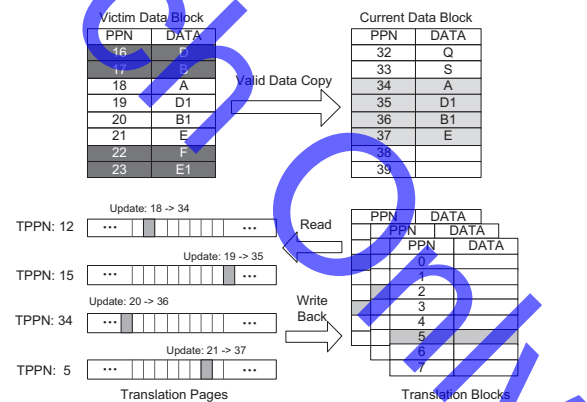 Victim Data Block
PPN DATA
16 D
17 B
18 A
19 D1
20 B1
21 E
22 F
23 E1
Valid Data Copy
Current Data Block
PPN DATA
32 Q
33 S
34 A
35 D1
36 B1
37 E
38
39
Update: 18 -> 34
TPPN: 12 ... ...
Update: 19 -> 35
TPPN: 15 ... ...
Update: 20 -> 36
TPPN: 34 ... ...
Update: 21 -> 37
TPPN: 5 ... ...
Translation Pages
Read
Write
Back
PPN DATA
PPN DATA
PPN DATA
0
1
2
3
4
5
6
7
Translation Blocks